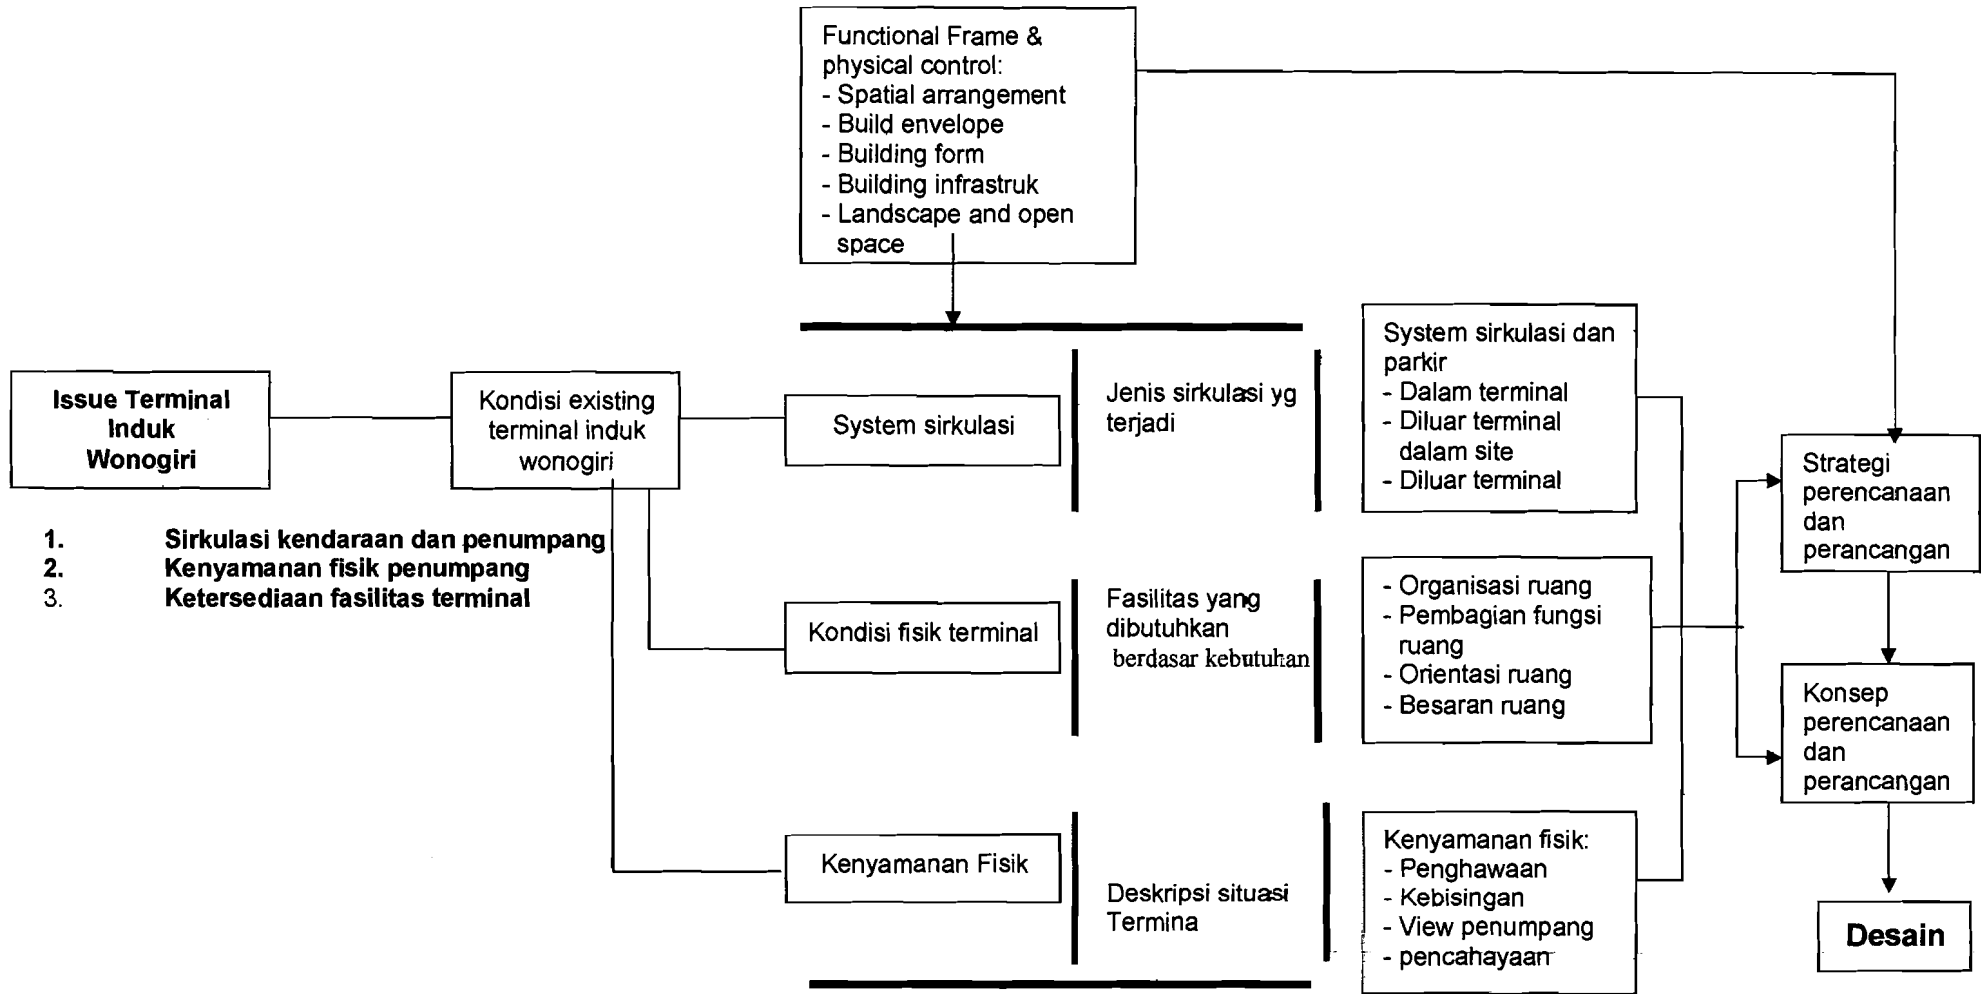 Functional Frame &
physical control:
- Spatial arrangement
- Build envelope
- Building form
- Building infrastruk
- Landscape and open
space
Issue Terminal
Induk
Wonogiri
1. Sirkulasi kendaraan dan penumpang
2. Kenyamanan fisik penumpang
3. Ketersediaan fasilitas terminal
Kondisi existing
terminal induk
wonogiri
System sirkulasi
Kondisi fisik terminal
Kenyamanan Fisik
Jenis sirkulasi yg
terjadi
Fasilitas yang
dibutuhkan
berdasar kebutuhan
Deskripsi situasi
Termina
System sirkulasi dan
parkir
- Dalam terminal
- Diluar terminal
dalam site
- Diluar terminal
- Organisasi ruang
- Pembagian fungsi
ruang
- Orientasi ruang
- Besaran ruang
Kenyamanan fisik:
- Penghawaan
- Kebisingan
- View penumpang
- pencahayaan
Strategi
perencanaan
dan
perancangan
Konsep
perencanaan
dan
perancangan
Desain